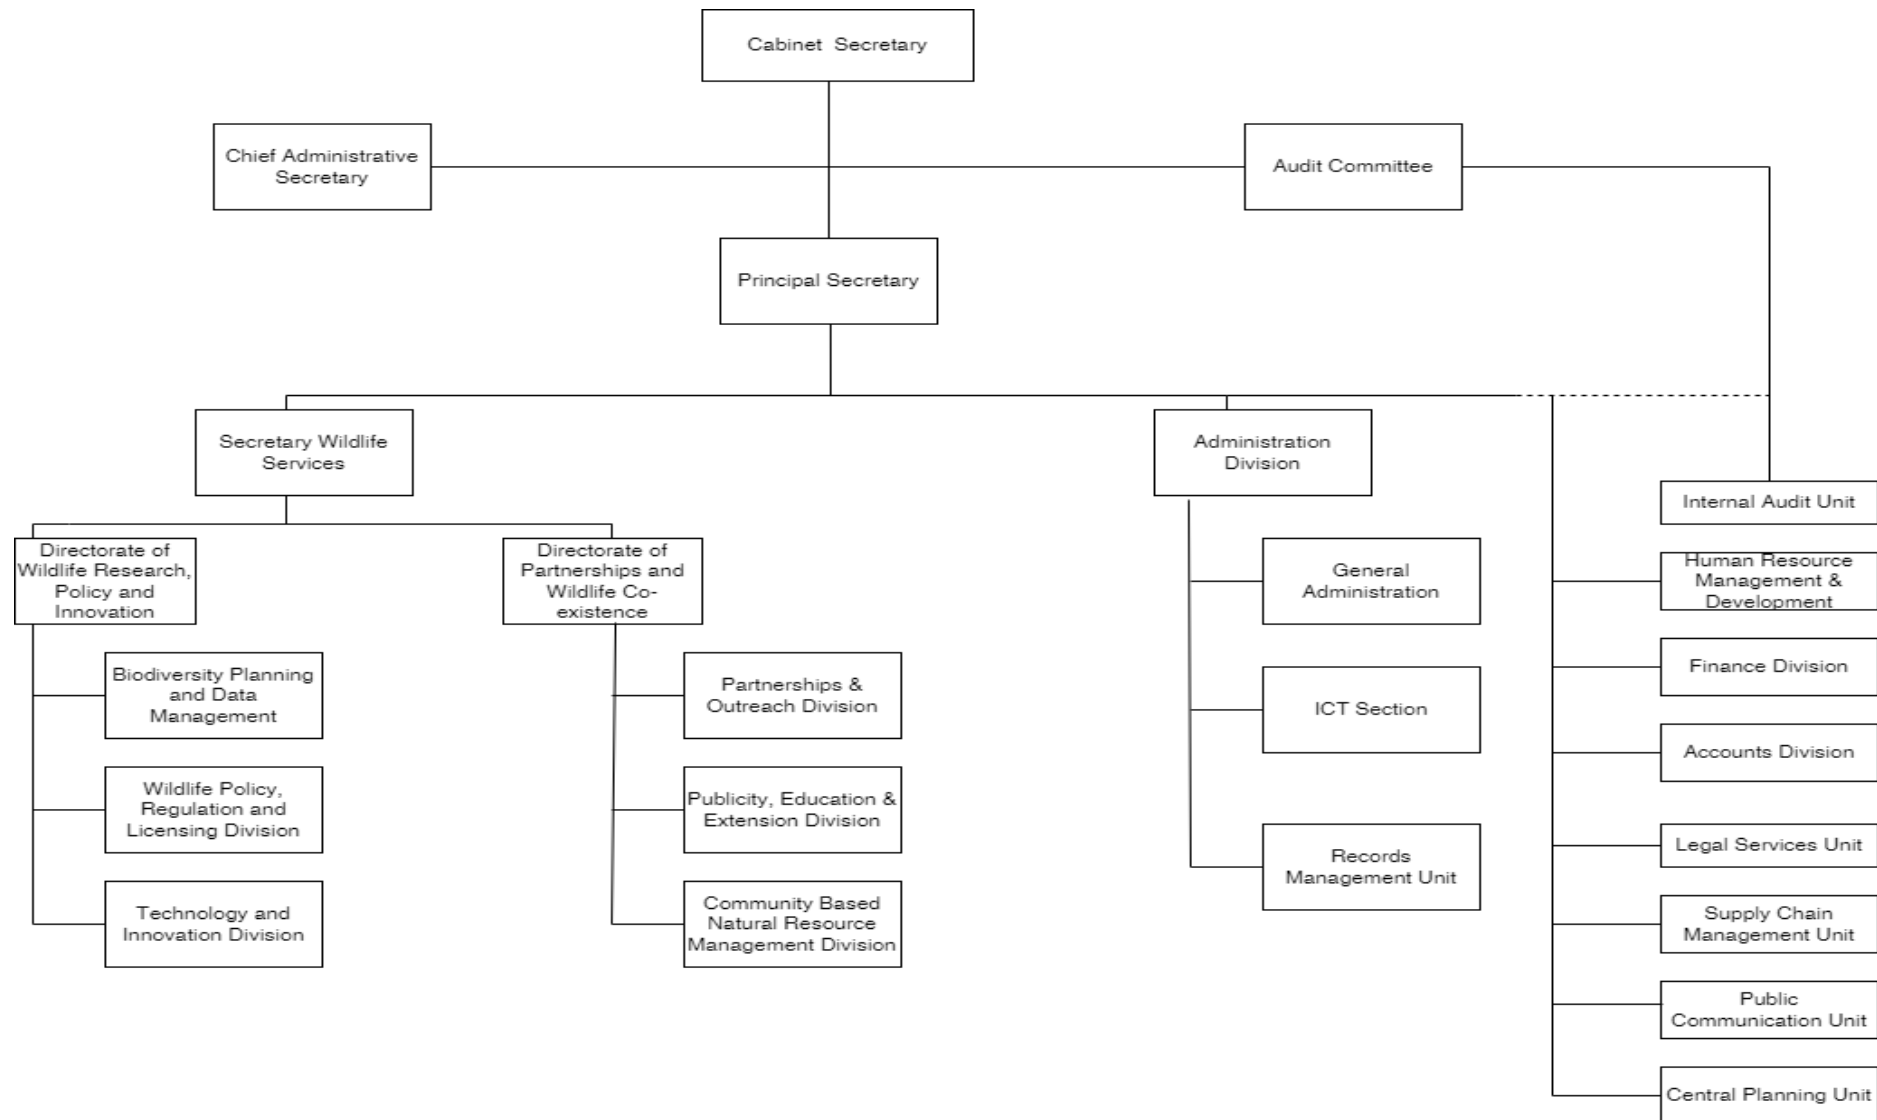 Cabinet Secretary
Chief Administrative
Secretary
Audit Committee
Principal Secretary
Secretary Wildlife
Services
Administration
Division
Internal Audit Unit
Directorate of
Wildlife Research,
Policy and
Innovation
Directorate of
Partnerships and
Wildlife Co-
existence
General
Administration
Human Resource
Management &
Development
Biodiversity Planning
and Data
Management
Partnerships &
Outreach Division
ICT Section
Finance Division
Accounts Division
Wildlife Policy,
Regulation and
Licensing Division
Publicity, Education &
Extension Division
Records
Management Unit
Legal Services Unit
Technology and
Innovation Division
Community Based
Natural Resource
Management Division
Supply Chain
Management Unit
Public
Communication Unit
Central Planning Unit